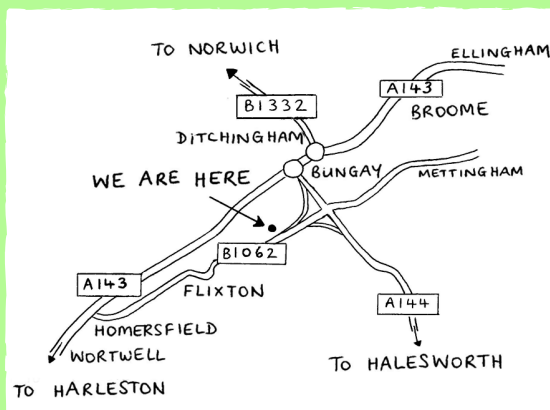 TO NORWICH
ELLINGHAM
A143
B1332
BROOME
DITCHINGHAM
BUNGAY
METTINGHAM
WE ARE HERE
B1062
A143
FLIXTON
A144
HOMERSFIELD
WORTWELL
TO HALESWORTH
TO HARLESTON